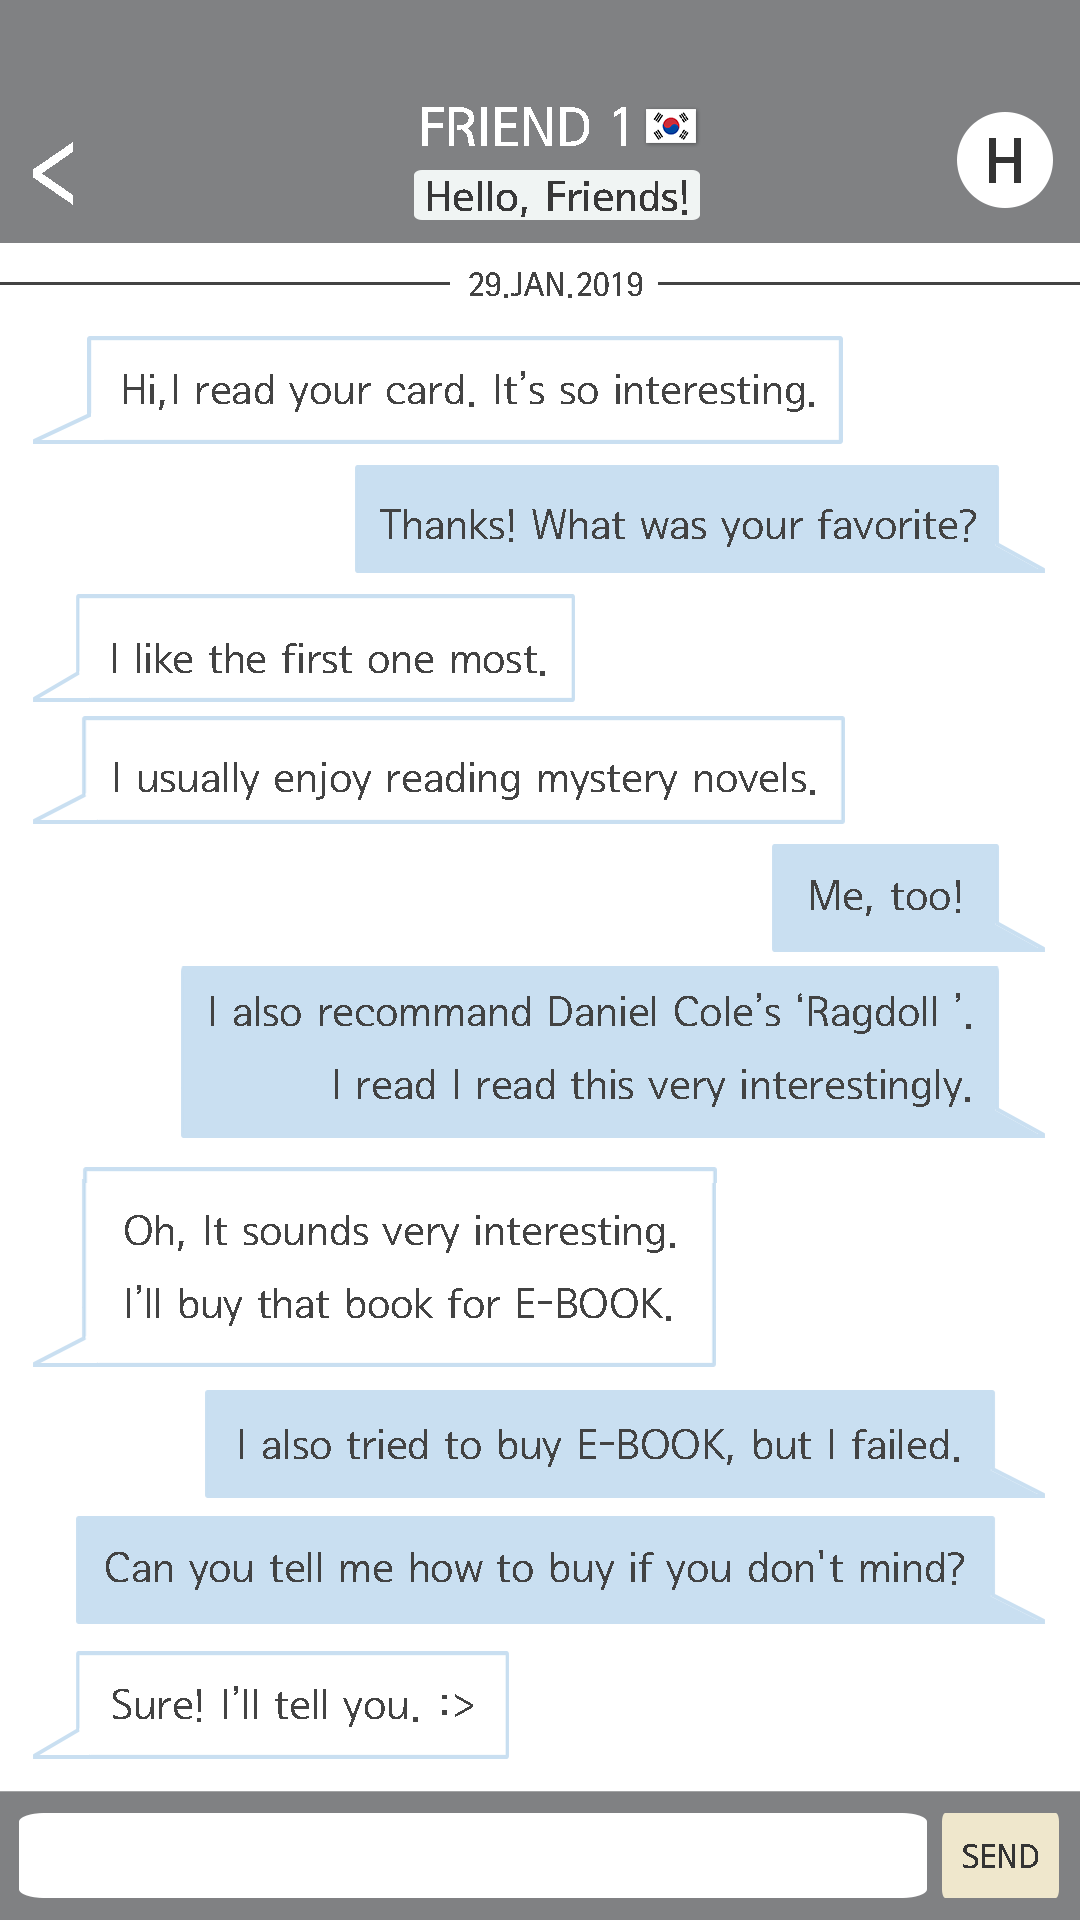 FRIEND 1
<
Hello, Friends!
H
29.JAN.2019
Hi,I read your card. It's so interesting.
Thanks! What was your favorite?
I like the first one most.
I usually enjoy reading mystery novels.
Me, too!
I also recommand Daniel Cole's ‘Ragdoll ’.
I read I read this very interestingly.
Oh, It sounds very interesting.
I'll buy that book for E-BOOK.
I also tried to buy E-BOOK, but I failed.
Can you tell me how to buy if you don't mind?
Sure! I'll tell you. :>
SEND